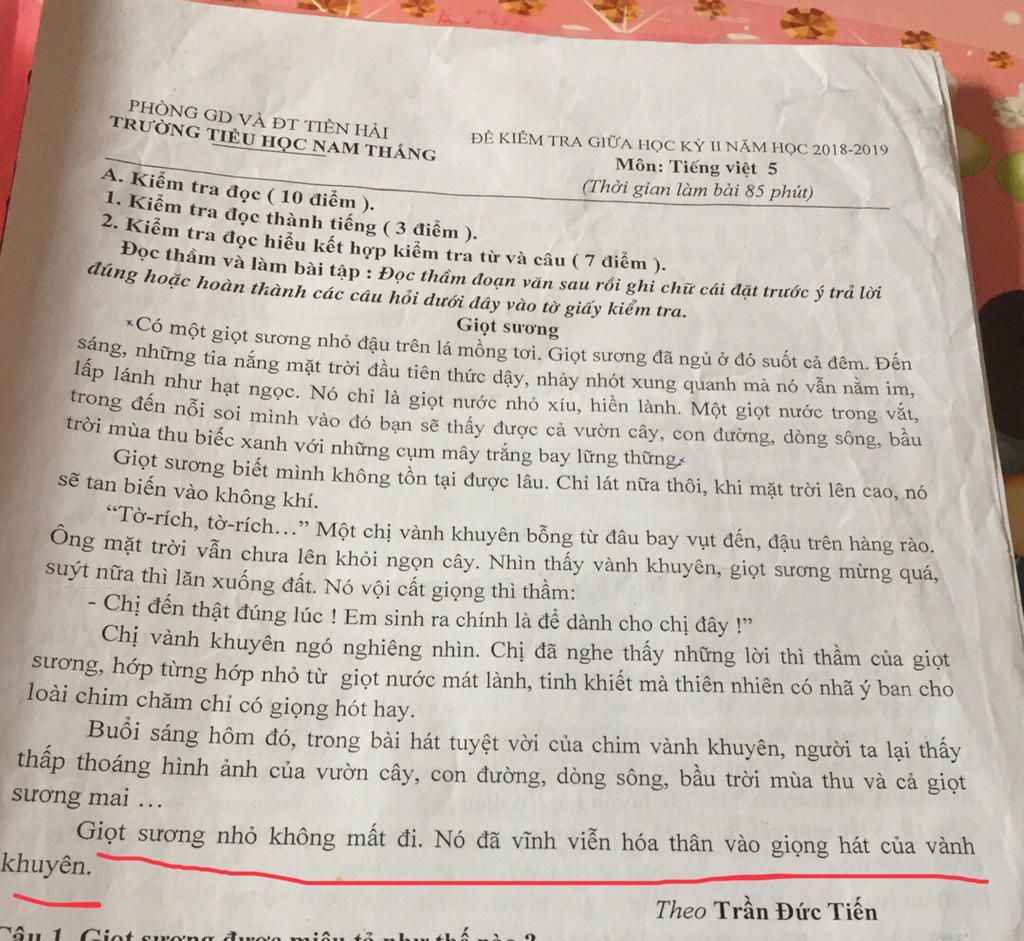 PHÒNG GD VÀ ĐT TIỀN HẢI
TRƯỜNG TIỂU HỌC NAM THẮNG
ĐỀ KIỂM TRA GIỮA HỌC KỲ II NĂM HỌC 2018-2019
Môn: Tiếng việt 5
(Thời gian làm bài 85 phút)
A. Kiểm tra đọc ( 10 điểm ).
1. Kiểm tra đọc thành tiếng ( 3 điểm ).
2. Kiểm tra đọc hiểu kết hợp kiểm tra từ và câu ( 7 điểm ).
Đọc thầm và làm bài tập : Đọc thầm đoạn văn sau rồi ghi chữ cái đặt trước ý trả lời
đúng hoặc hoàn thành các câu hỏi dưới đây vào tờ giấy kiểm tra.
Giọt sương
Có một giọt sương nhỏ đậu trên lá mồng tơi. Giọt sương đã ngủ ở đó suốt cả đêm. Đến
sáng, những tia nắng mặt trời đầu tiên thức dậy, nhảy nhót xung quanh mà nó vẫn nằm im,
lấp lánh như hạt ngọc. Nó chỉ là giọt nước nhỏ xíu, hiền lành. Một giọt nước trong vắt,
trong đến nỗi soi mình vào đó bạn sẽ thấy được cả vườn cây, con đường, dòng sông, bầu
trời mùa thu biếc xanh với những cụm mây trắng bay lững thững.
Giọt sương biết mình không tồn tại được lâu. Chỉ lát nữa thôi, khi mặt trời lên cao, nó
sẽ tan biến vào không khí.
“Tờ-rích, tờ-rích…” Một chị vành khuyên bỗng từ đâu bay vụt đến, đậu trên hàng rào.
Ông mặt trời vẫn chưa lên khỏi ngọn cây. Nhìn thấy vành khuyên, giọt sương mừng quá,
suýt nữa thì lăn xuống đất. Nó vội cất giọng thì thầm:
- Chị đến thật đúng lúc ! Em sinh ra chính là để dành cho chị đây !”
Chị vành khuyên ngó nghiêng nhìn. Chị đã nghe thấy những lời thì thầm của giọt
sương, hớp từng hớp nhỏ từ giọt nước mát lành, tinh khiết mà thiên nhiên có nhã ý ban cho
loài chim chăm chỉ có giọng hót hay.
Buổi sáng hôm đó, trong bài hát tuyệt vời của chim vành khuyên, người ta lại thấy
thấp thoáng hình ảnh của vườn cây, con đường, dòng sông, bầu trời mùa thu và cả giọt
sương mai …
Giọt sương nhỏ không mất đi. Nó đã vĩnh viễn hóa thân vào giọng hát của vành
khuyên.
Theo Trần Đức Tiến
Câu 1. Giọt sương được miêu tả như thế nào ?